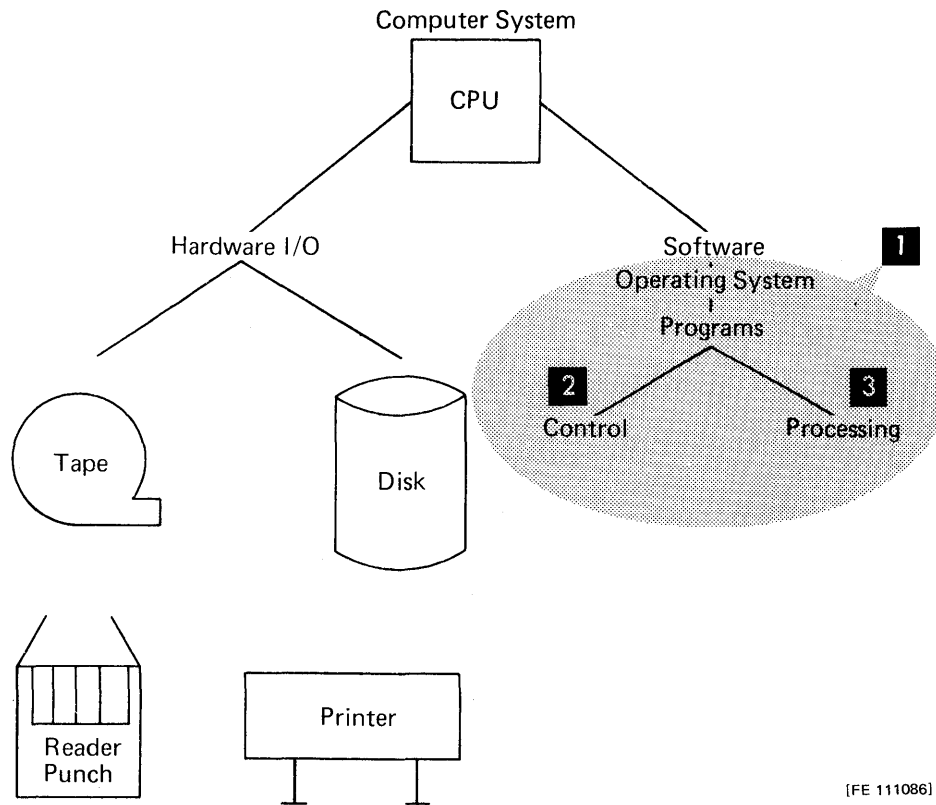 Computer System
CPU
Hardware I/O
Software
1
Operating System
Programs
2
3
Control
Processing
Tape
Disk
Reader
Punch
Printer
[FE 111086]